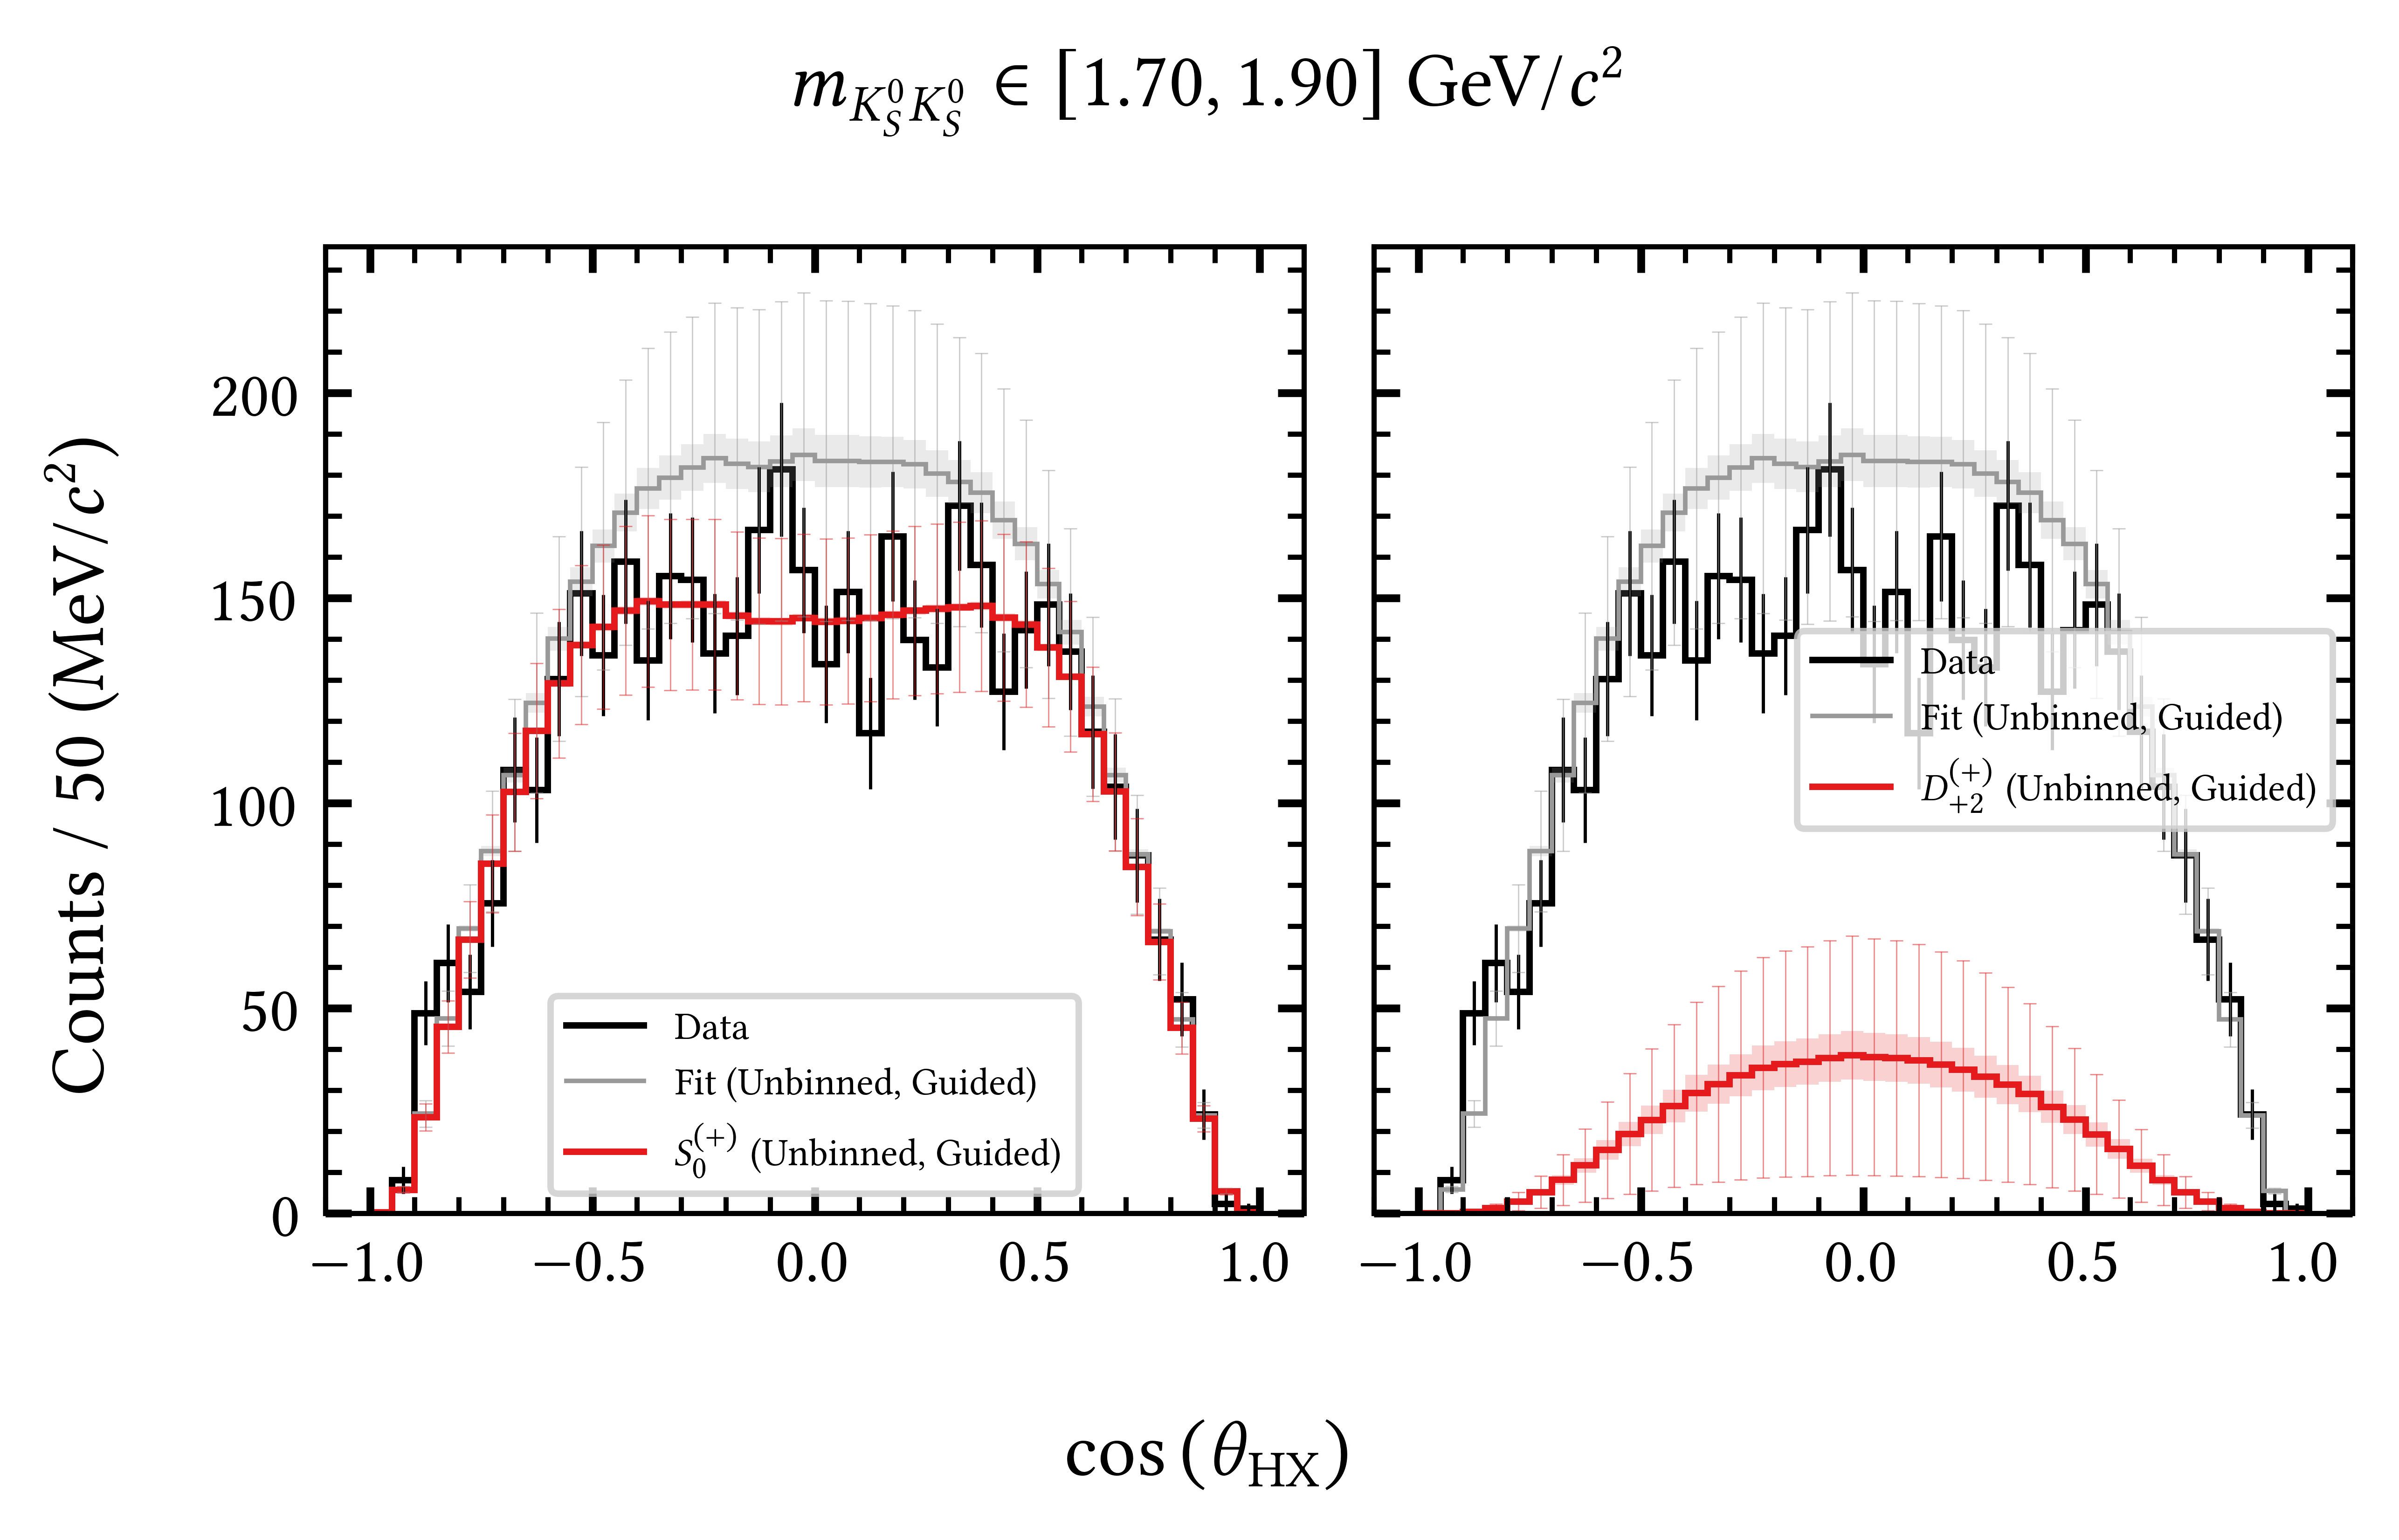 m_{K_S^0 K_S^0} ∈ [1.70, 1.90] GeV/c²
Counts / 50 (MeV/c²)
200
150
100
50
0
Data
Fit (Unbinned, Guided)
S_0^{(+)} (Unbinned, Guided)
Data
Fit (Unbinned, Guided)
D_{+2}^{(+)} (Unbinned, Guided)
−1.0 −0.5 0.0 0.5 1.0
−1.0 −0.5 0.0 0.5 1.0
cos (θ_{HX})